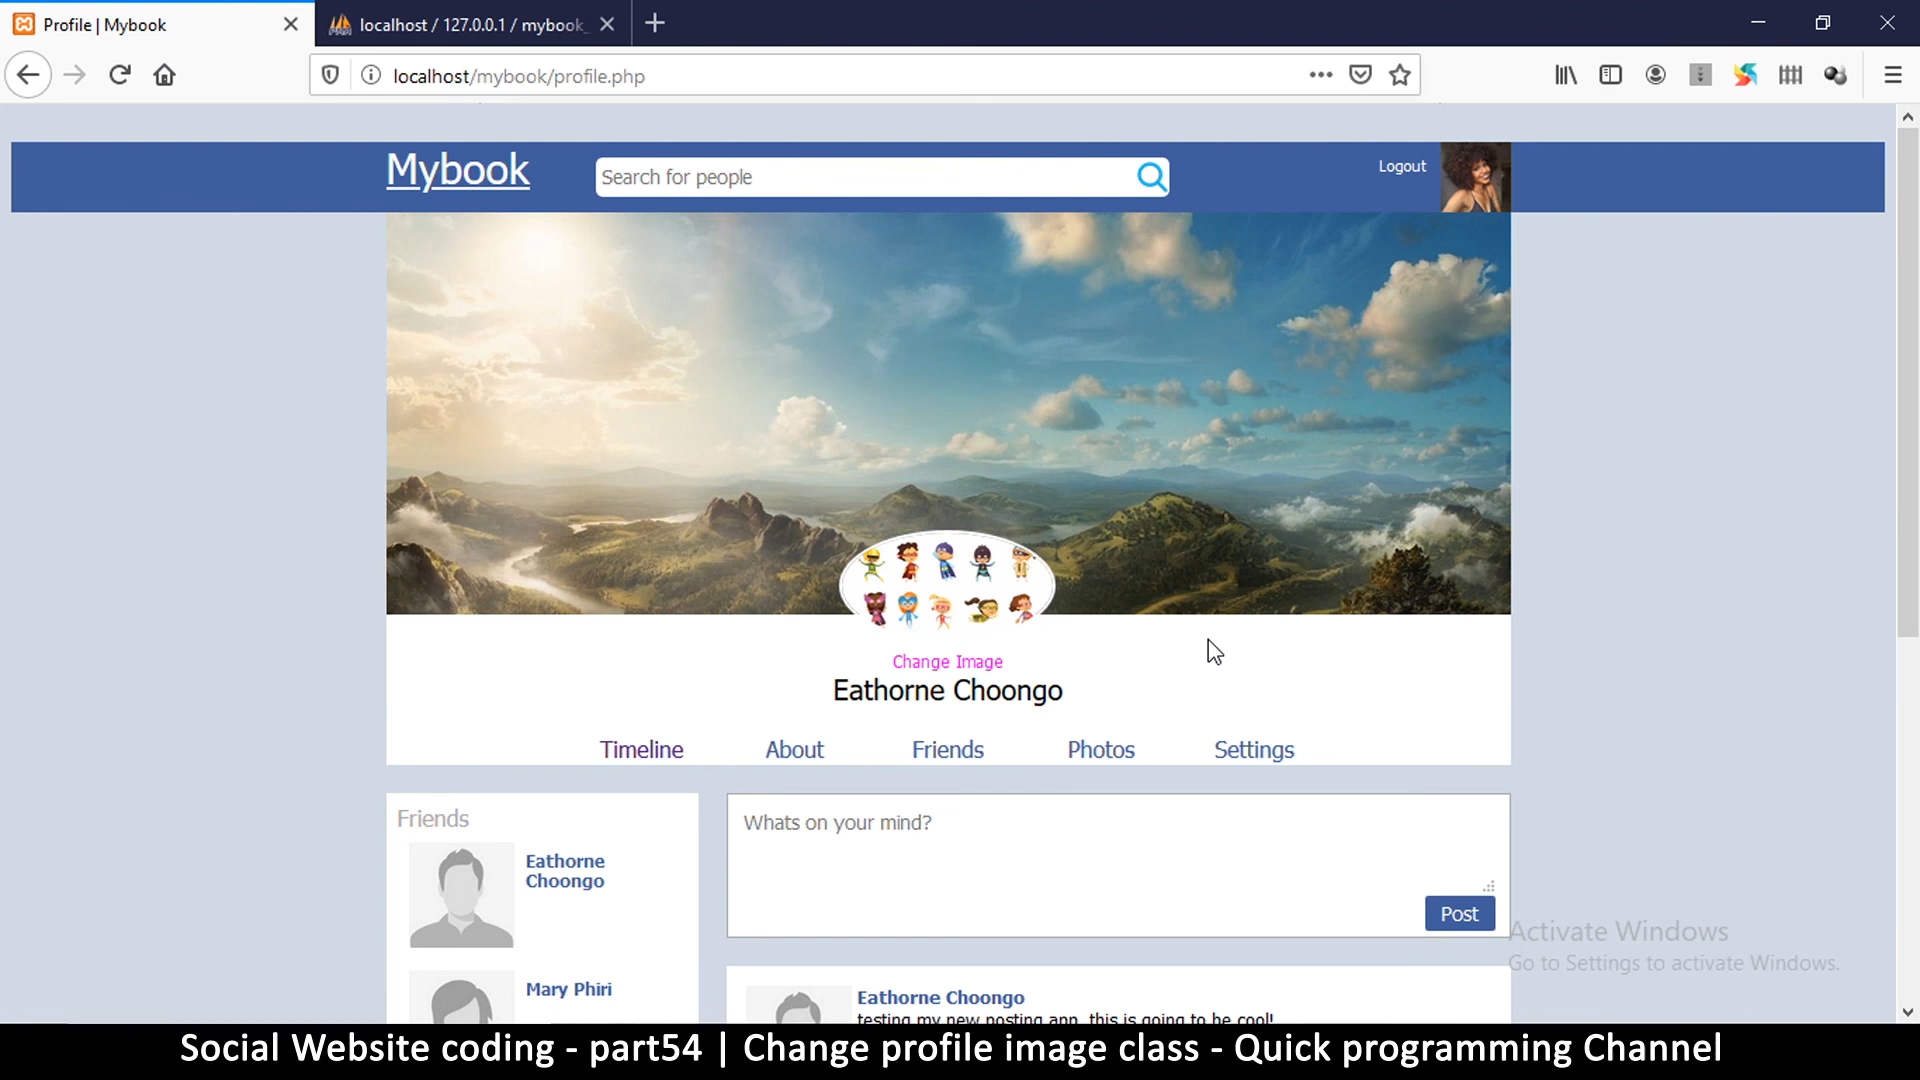 Profile | Mybook
localhost / 127.0.0.1 / mybook_
localhost/mybook/profile.php
Mybook
Search for people
Logout
Change Image
Eathorne Choongo
Timeline About Friends Photos Settings
Friends
Eathorne
Choongo
Mary Phiri
Whats on your mind?
Post
Eathorne Choongo
testing my new posting app, this is going to be cool!
Activate Windows
Go to Settings to activate Windows.
Social Website coding - part54 | Change profile image class - Quick programming Channel